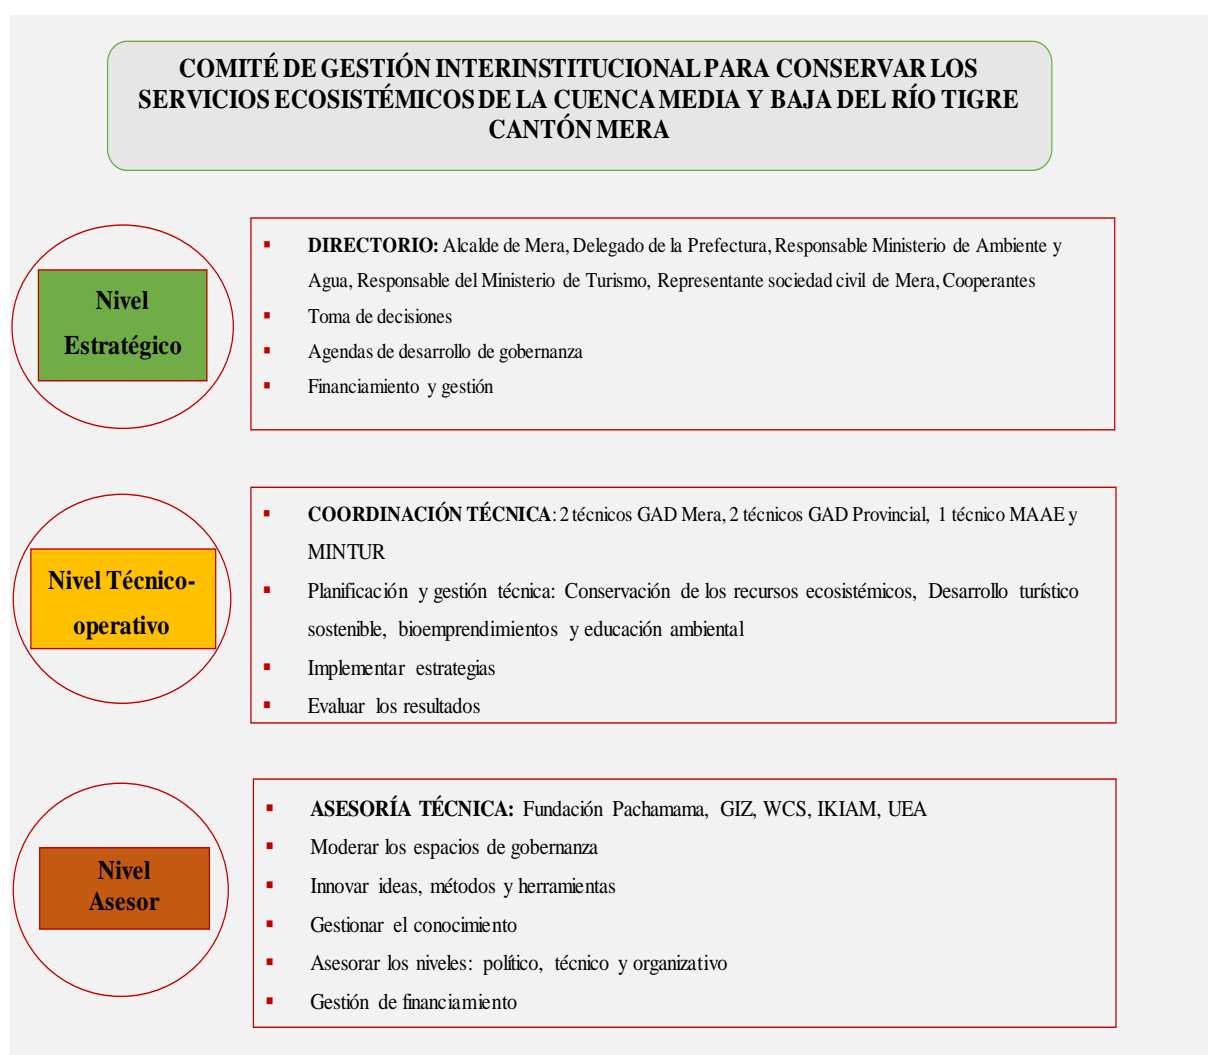 COMITÉ DE GESTIÓN INTERINSTITUCIONAL PARA CONSERVAR LOS
SERVICIOS ECOSISTÉMICOS DE LA CUENCA MEDIA Y BAJA DEL RÍO TIGRE
CANTÓN MERA
Nivel
Estratégico
▪ DIRECTORIO: Alcalde de Mera, Delegado de la Prefectura, Responsable Ministerio de Ambiente y
Agua, Responsable del Ministerio de Turismo, Representante sociedad civil de Mera, Cooperantes
▪ Toma de decisiones
▪ Agendas de desarrollo de gobernanza
▪ Financiamiento y gestión
Nivel Técnico-
operativo
▪ COORDINACIÓN TÉCNICA: 2 técnicos GAD Mera, 2 técnicos GAD Provincial, 1 técnico MAAE y
MINTUR
▪ Planificación y gestión técnica: Conservación de los recursos ecosistémicos, Desarrollo turístico
sostenible, bioemprendimientos y educación ambiental
▪ Implementar estrategias
▪ Evaluar los resultados
Nivel
Asesor
▪ ASESORÍA TÉCNICA: Fundación Pachamama, GIZ, WCS, IKIAM, UEA
▪ Moderar los espacios de gobernanza
▪ Innovar ideas, métodos y herramientas
▪ Gestionar el conocimiento
▪ Asesorar los niveles: político, técnico y organizativo
▪ Gestión de financiamiento